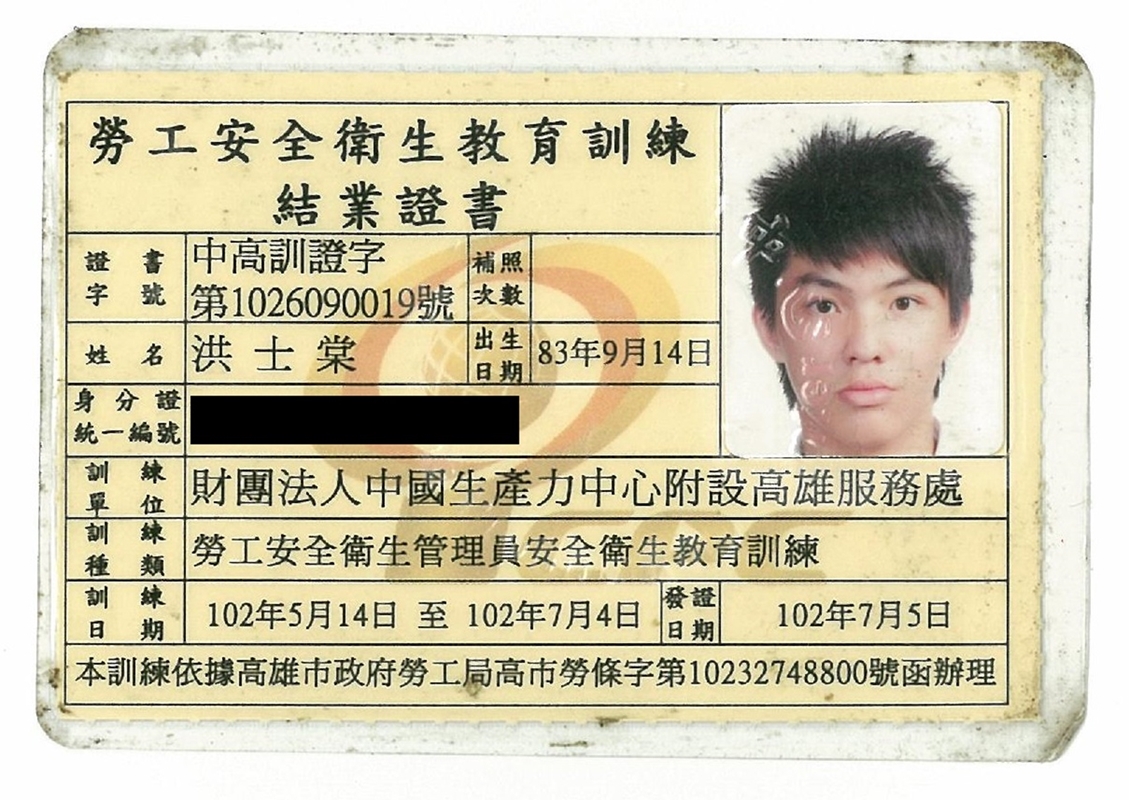 勞工安全衛生教育訓練
結業證書
證書字號 中高訓證字 補照次數
第1026090019號
姓名 洪士棠 出生日期 83年9月14日
身分證統一編號
訓練單位 財團法人中國生產力中心附設高雄服務處
訓練種類 勞工安全衛生管理員安全衛生教育訓練
訓練日期 102年5月14日 至 102年7月4日 發證日期 102年7月5日
本訓練依據高雄市政府勞工局高市勞條字第10232748800號函辦理